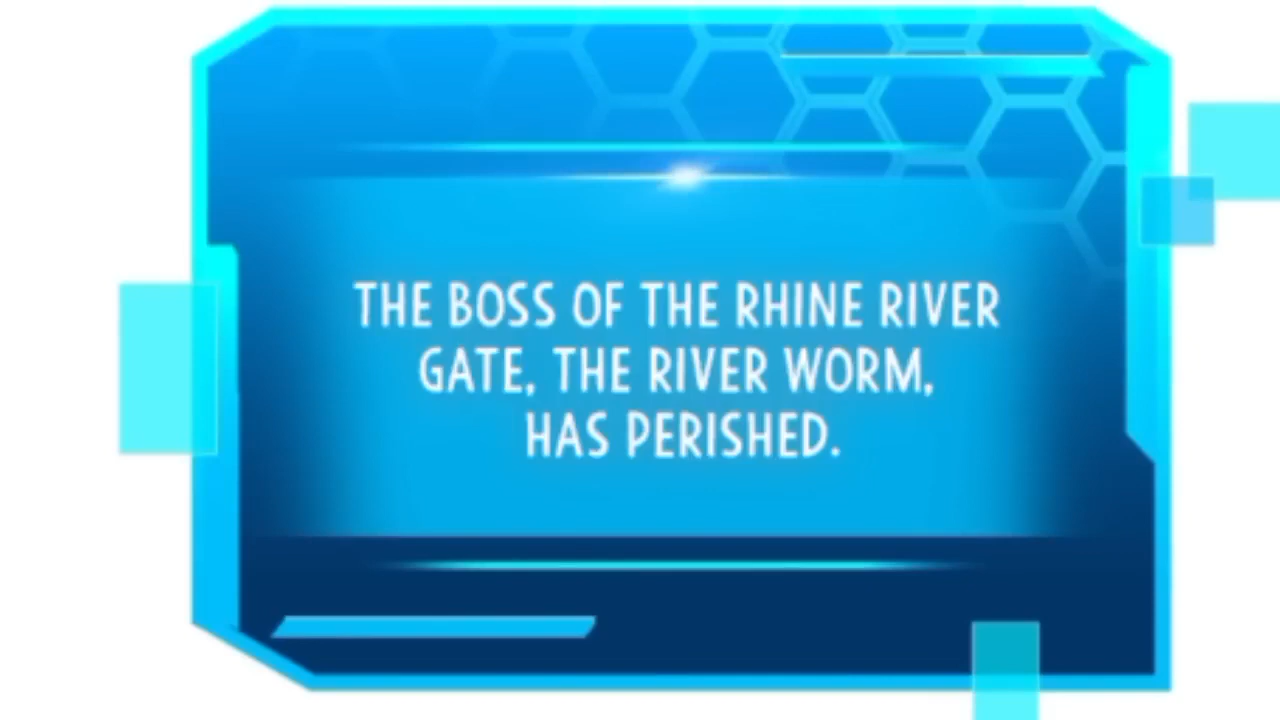 THE BOSS OF THE RHINE RIVER
GATE, THE RIVER WORM,
HAS PERISHED.